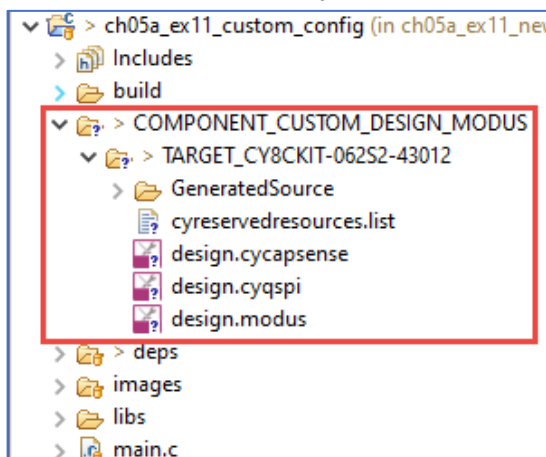 > ch05a_ex11_custom_config (in ch05a_ex11_ne
Includes
build
> COMPONENT_CUSTOM_DESIGN_MODUS
> TARGET_CY8CKIT-062S2-43012
GeneratedSource
cyreservedresources.list
design.cycapsense
design.cyqspi
design.modus
> deps
images
libs
main.c